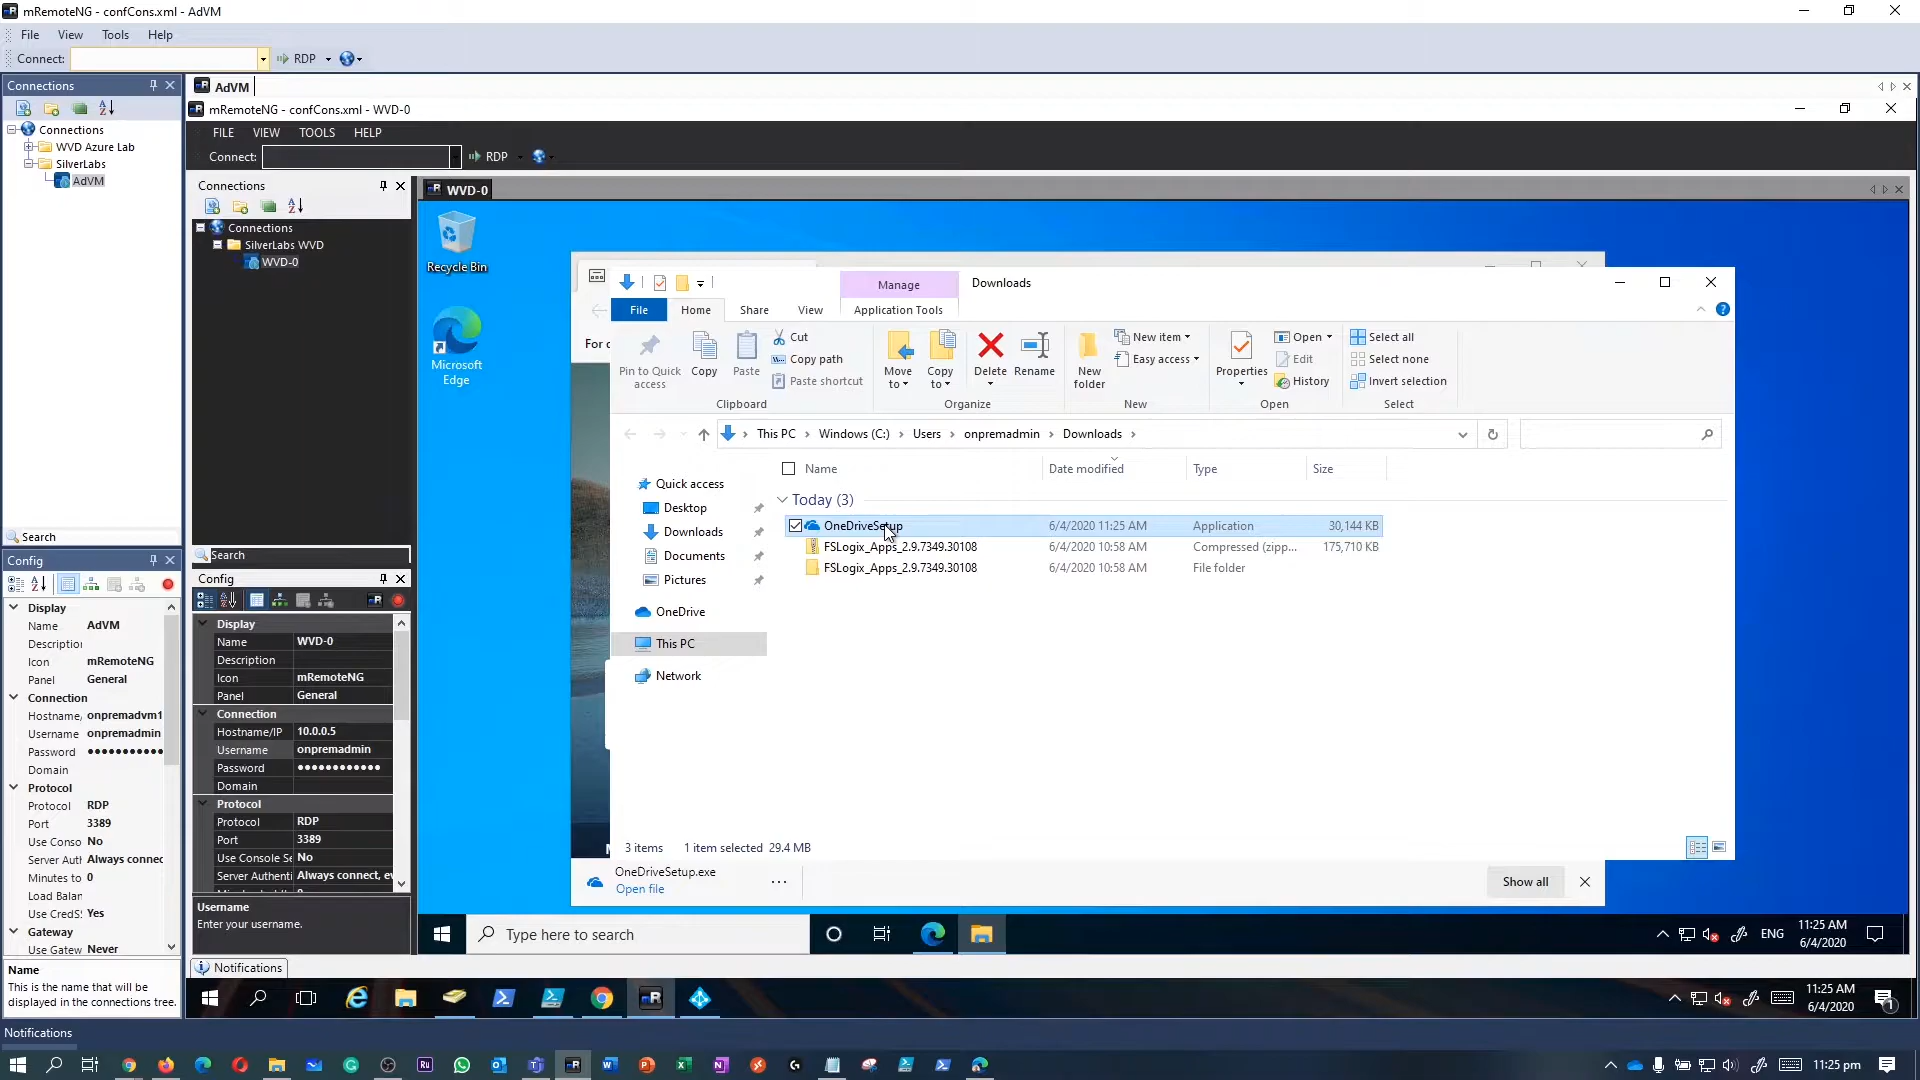 mRemoteNG - confCons.xml - AdVM
File View Tools Help
Connect: RDP
Connections
Connections
WVD Azure Lab
SilverLabs
AdVM
Search
Config
Display
Name AdVM
Description
Icon mRemoteNG
Panel General
Connection
Hostname, onpremadvm1
Username onpremadmin
Password ●●●●●●●●●●●
Domain
Protocol
Protocol RDP
Port 3389
Use Conso No
Server Auth Always connec
Minutes to 0
Load Balan
Use CredS Yes
Gateway
Use Gatew Never
Name
This is the name that will be
displayed in the connections tree.
Notifications
AdVM
mRemoteNG - confCons.xml - WVD-0
FILE VIEW TOOLS HELP
Connect: RDP
Connections
Connections
SilverLabs WVD
WVD-0
Search
Config
Display
Name WVD-0
Description
Icon mRemoteNG
Panel General
Connection
Hostname/IP 10.0.0.5
Username onpremadmin
Password ●●●●●●●●●●●●
Domain
Protocol
Protocol RDP
Port 3389
Use Console Se No
Server Authenti Always connect, ev
Username
Enter your username.
Notifications
WVD-0
Recycle Bin
Microsoft
Edge
For c
Manage Downloads
File Home Share View Application Tools
Pin to Quick
access
Copy
Paste
Cut
Copy path
Paste shortcut
Clipboard
Move
to
Copy
to
Delete
Rename
Organize
New
folder
New item
Easy access
New
Properties
Open
Edit
History
Open
Select all
Select none
Invert selection
Select
This PC › Windows (C:) › Users › onpremadmin › Downloads ›
Quick access
Desktop
Downloads
Documents
Pictures
OneDrive
This PC
Network
Name Date modified Type Size
Today (3)
OneDriveSetup 6/4/2020 11:25 AM Application 30,144 KB
FSLogix_Apps_2.9.7349.30108 6/4/2020 10:58 AM Compressed (zipp... 175,710 KB
FSLogix_Apps_2.9.7349.30108 6/4/2020 10:58 AM File folder
3 items 1 item selected 29.4 MB
OneDriveSetup.exe
Open file
... Show all
Type here to search
ENG
11:25 AM
6/4/2020
11:25 AM
6/4/2020
1
11:25 pm